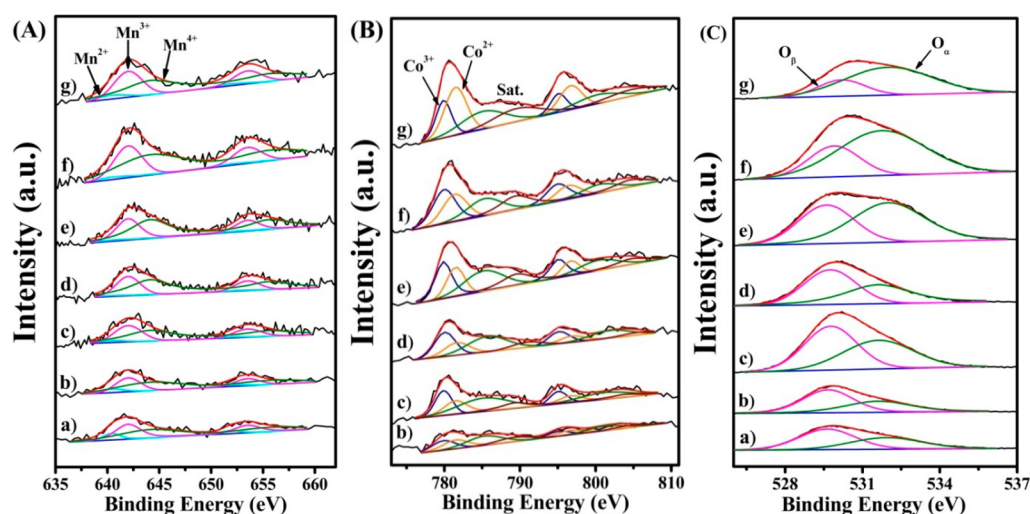 (A)
Mn²⁺
Mn³⁺
Mn⁴⁺
g)
f)
e)
d)
c)
b)
a)
Intensity (a.u.)
635 640 645 650 655 660
Binding Energy (eV)
(B)
Co³⁺
Co²⁺
Sat.
g)
f)
e)
d)
c)
b)
Intensity (a.u.)
780 790 800 810
Binding Energy (eV)
(C)
Oβ
Oα
g)
f)
e)
d)
c)
b)
a)
Intensity (a.u.)
528 531 534 537
Binding Energy (eV)